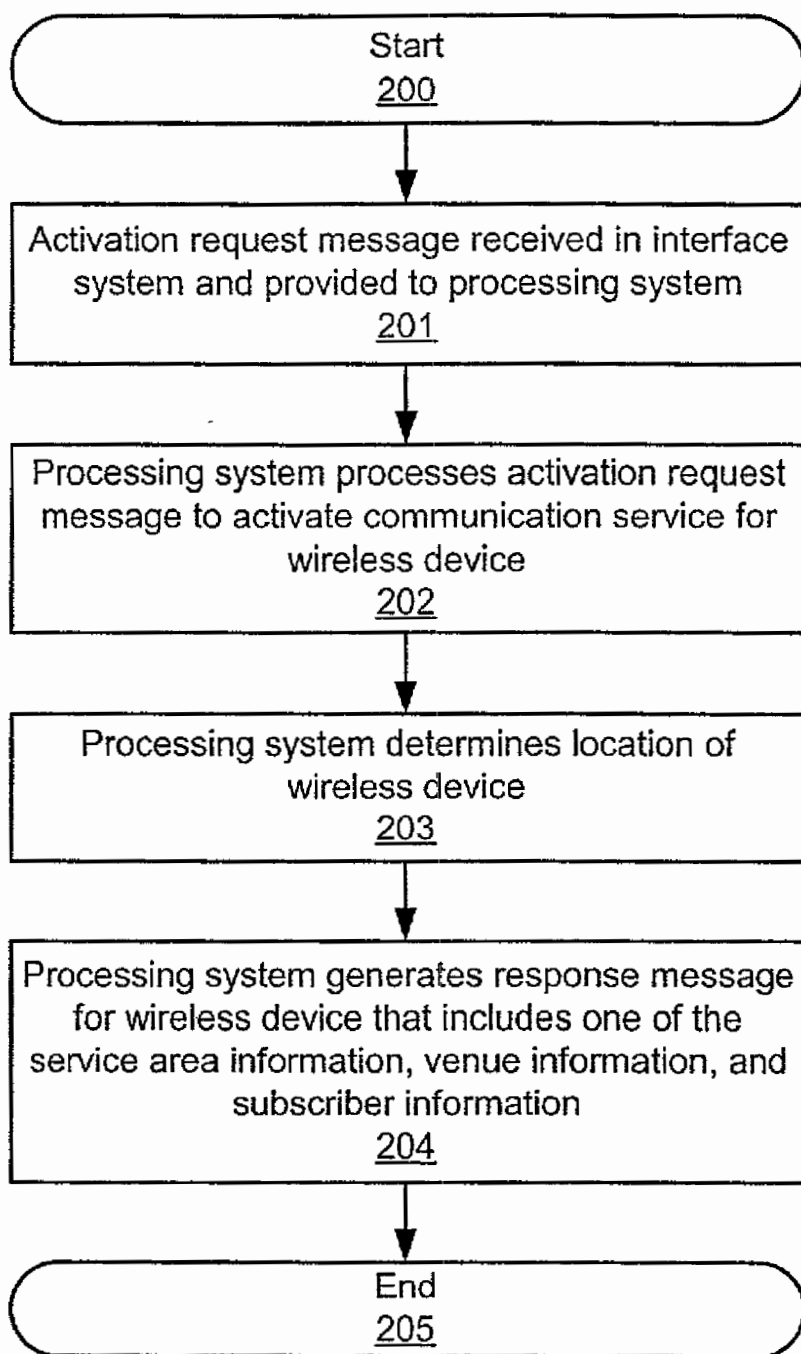 Start
200
Activation request message received in interface
system and provided to processing system
201
Processing system processes activation request
message to activate communication service for
wireless device
202
Processing system determines location of
wireless device
203
Processing system generates response message
for wireless device that includes one of the
service area information, venue information, and
subscriber information
204
End
205